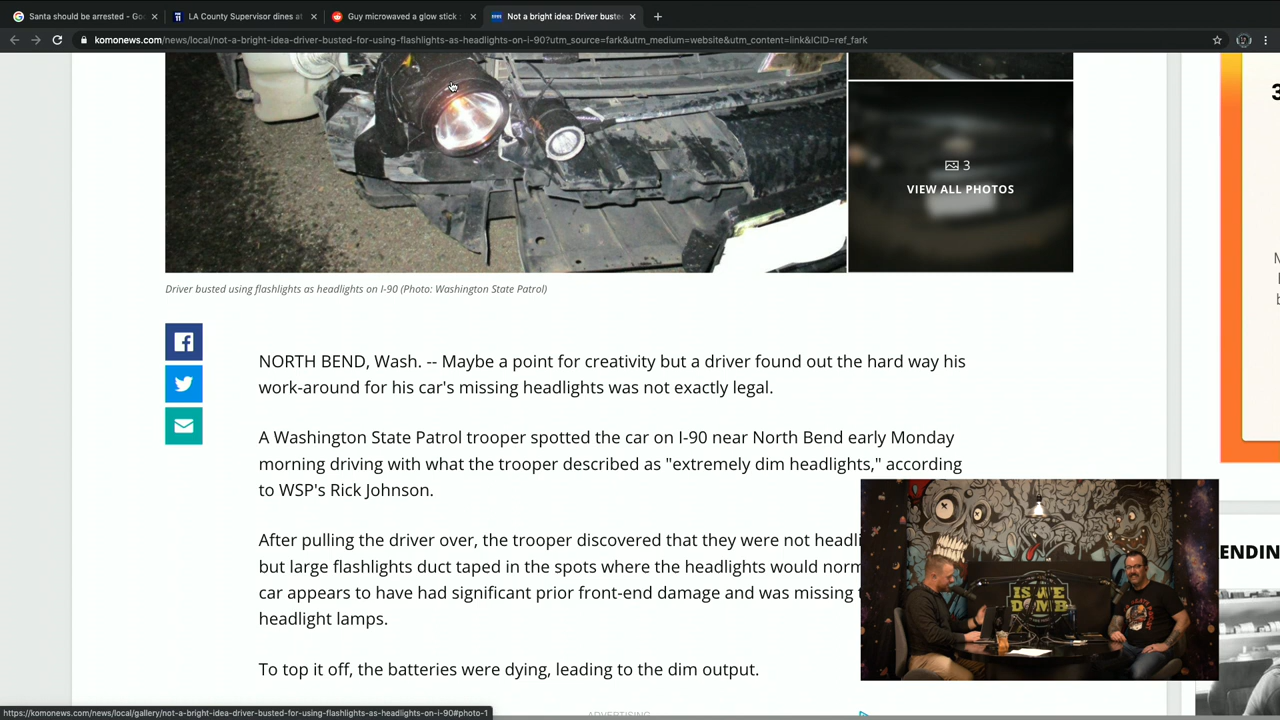 Santa should be arrested - Go
LA County Supervisor dines at
Guy microwaved a glow stick
Not a bright idea: Driver buste
komonews.com/news/local/not-a-bright-idea-driver-busted-for-using-flashlights-as-headlights-on-i-90?utm_source=fark&utm_medium=website&utm_content=link&ICID=ref_fark
3
VIEW ALL PHOTOS
Driver busted using flashlights as headlights on I-90 (Photo: Washington State Patrol)
NORTH BEND, Wash. -- Maybe a point for creativity but a driver found out the hard way his
work-around for his car's missing headlights was not exactly legal.
A Washington State Patrol trooper spotted the car on I-90 near North Bend early Monday
morning driving with what the trooper described as "extremely dim headlights," according
to WSP's Rick Johnson.
After pulling the driver over, the trooper discovered that they were not headli
but large flashlights duct taped in the spots where the headlights would norm
car appears to have had significant prior front-end damage and was missing
headlight lamps.
To top it off, the batteries were dying, leading to the dim output.
ADVERTISING
ENDIN
3
https://komonews.com/news/local/gallery/not-a-bright-idea-driver-busted-for-using-flashlights-as-headlights-on-i-90#photo-1